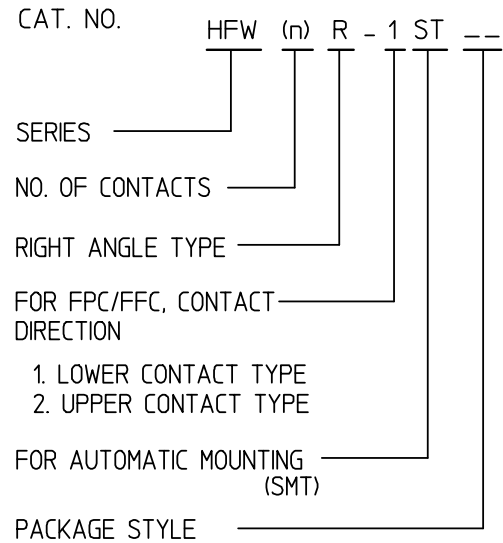 CAT. NO. HFW (n) R - 1 ST _ _
SERIES
NO. OF CONTACTS
RIGHT ANGLE TYPE
FOR FPC/FFC, CONTACT
DIRECTION
1. LOWER CONTACT TYPE
2. UPPER CONTACT TYPE
FOR AUTOMATIC MOUNTING
(SMT)
PACKAGE STYLE